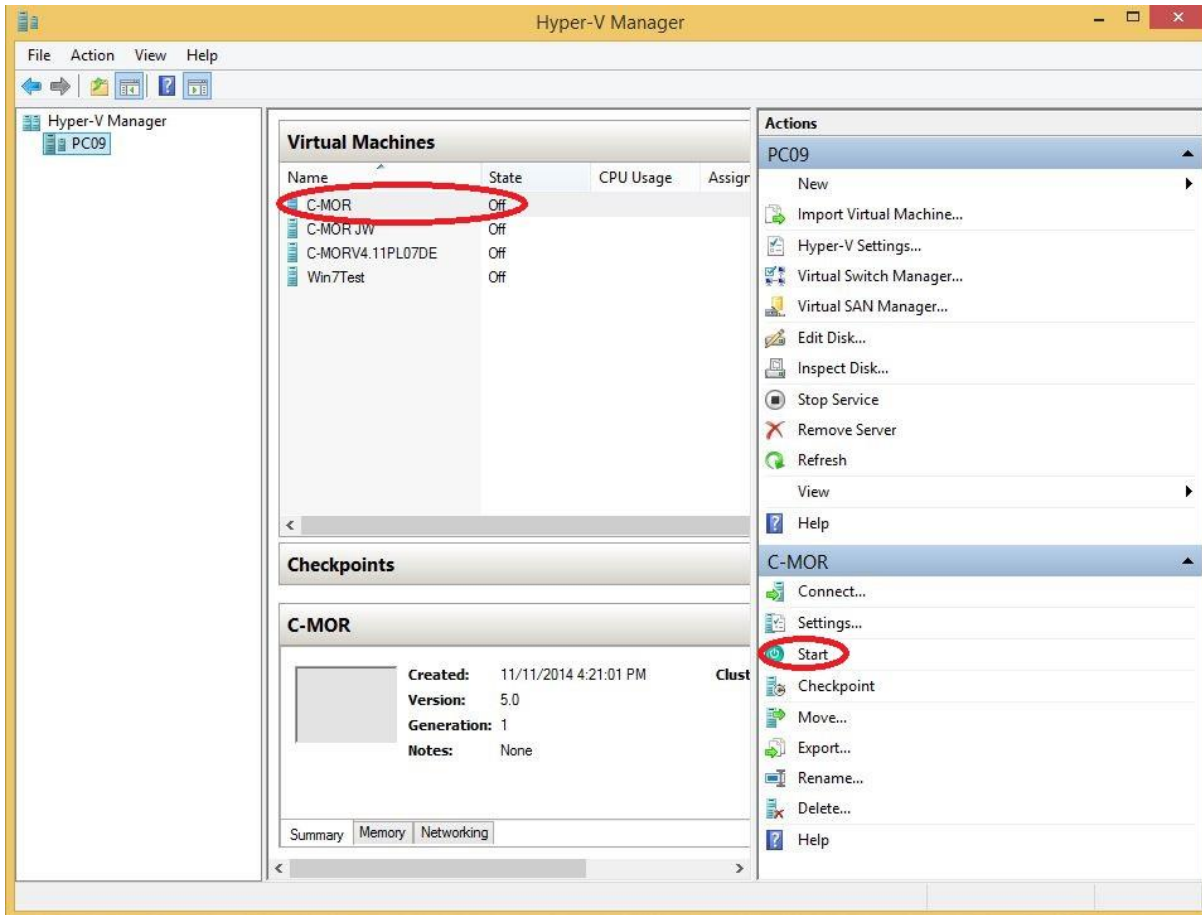 Hyper-V Manager
File Action View Help
Hyper-V Manager
PC09
Virtual Machines
Name State CPU Usage Assigr
C-MOR Off
C-MOR JW Off
C-MORV4.11PL07DE Off
Win7Test Off
Checkpoints
C-MOR
Created: 11/11/2014 4:21:01 PM Clust
Version: 5.0
Generation: 1
Notes: None
Summary Memory Networking
Actions
PC09
New
Import Virtual Machine...
Hyper-V Settings...
Virtual Switch Manager...
Virtual SAN Manager...
Edit Disk...
Inspect Disk...
Stop Service
Remove Server
Refresh
View
Help
C-MOR
Connect...
Settings...
Start
Checkpoint
Move...
Export...
Rename...
Delete...
Help